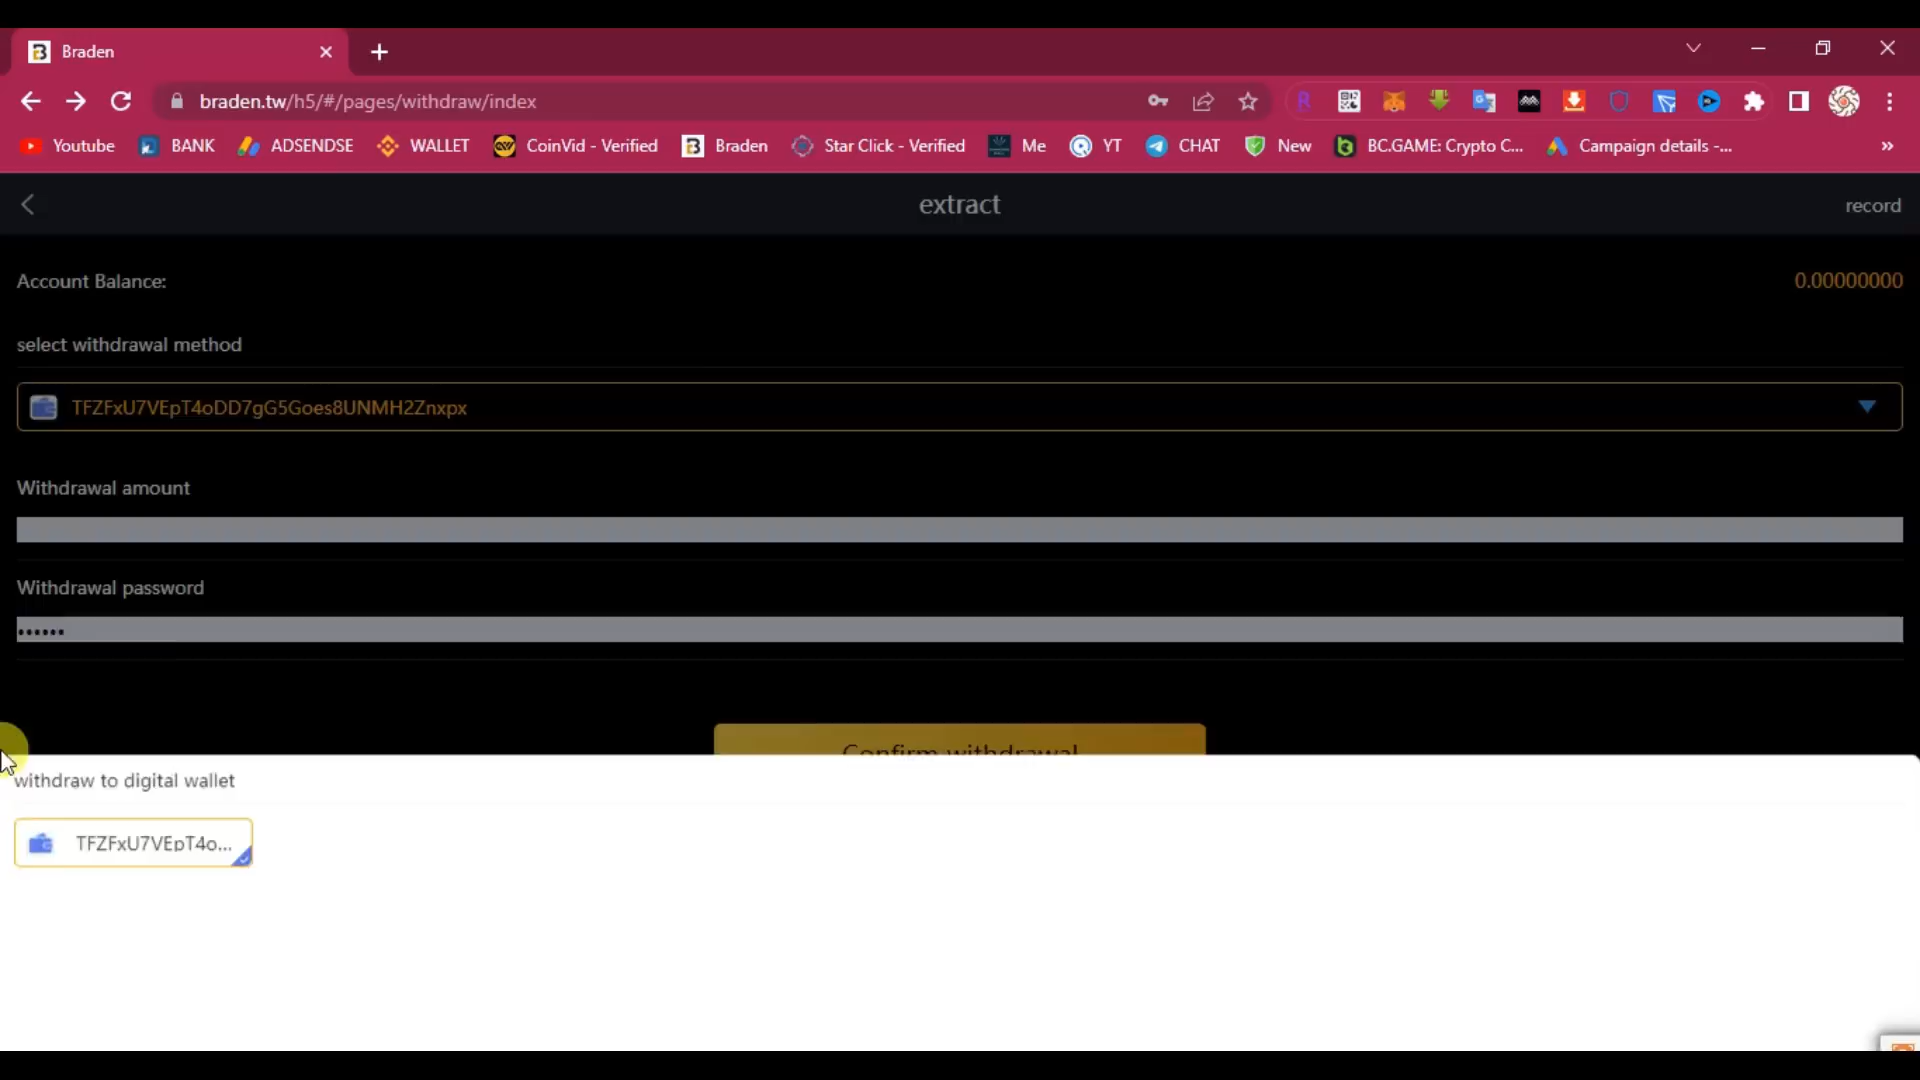 Braden
braden.tw/h5/#/pages/withdraw/index
Youtube BANK ADSENDSE WALLET CoinVid - Verified Braden Star Click - Verified Me YT CHAT New BC.GAME: Crypto C... Campaign details -... »
extract
record
Account Balance: 0.00000000
select withdrawal method
TFZFxU7VEpT4oDD7gG5Goes8UNMH2Znxpx
Withdrawal amount
Withdrawal password
••••••
Confirm withdrawal
withdraw to digital wallet
TFZFxU7VEpT4o...